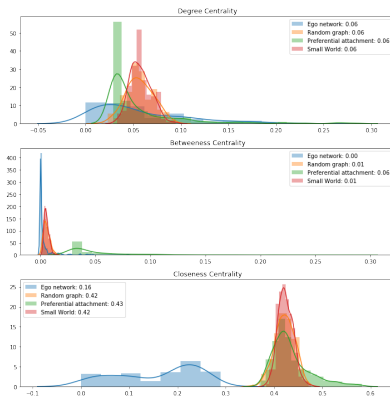 Degree Centrality
Ego network: 0.06
Random graph: 0.06
Preferential attachment: 0.06
Small World: 0.06
50
40
30
20
10
0
-0.05
0.00
0.05
0.10
0.15
0.20
0.25
0.30
Betweeness Centrality
Ego network: 0.00
Random graph: 0.01
Preferential attachment: 0.06
Small World: 0.01
400
350
300
250
200
150
100
50
0
0.00
0.05
0.10
0.15
0.20
0.25
0.30
Closeness Centrality
Ego network: 0.16
Random graph: 0.42
Preferential attachment: 0.43
Small World: 0.42
25
20
15
10
5
0
-0.1
0.0
0.1
0.2
0.3
0.4
0.5
0.6